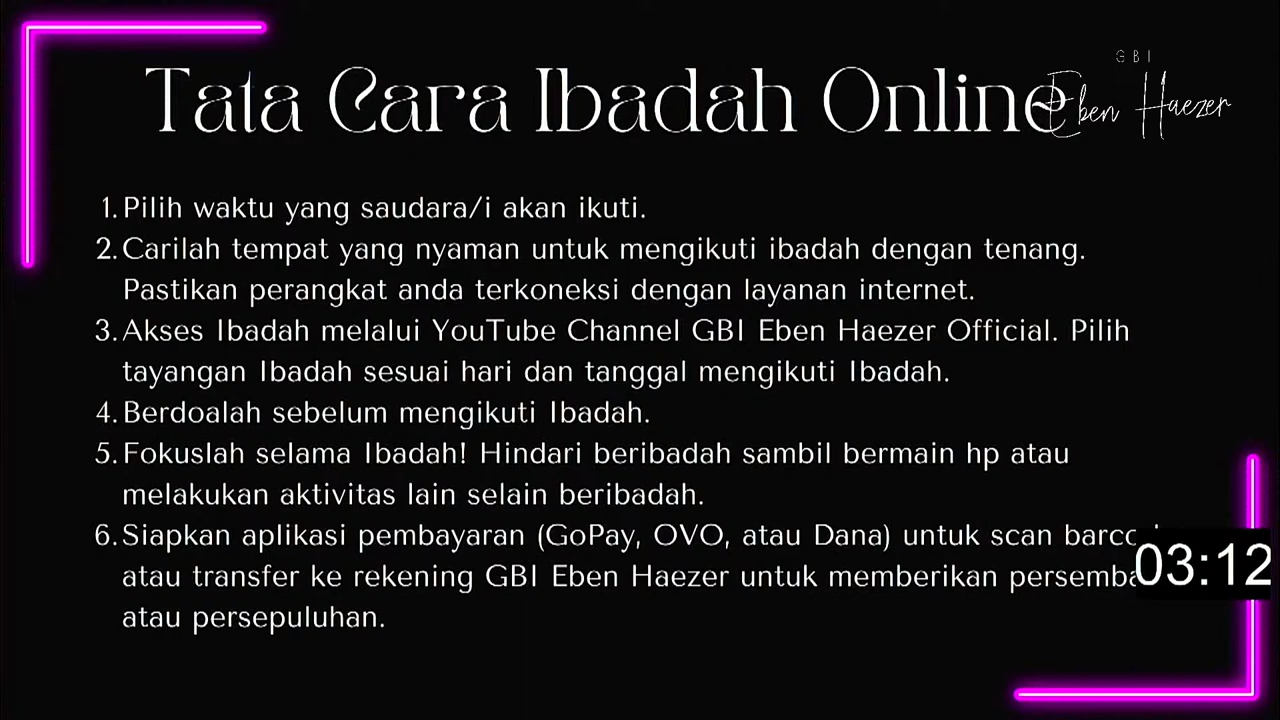 GBI
Eben Haezer
Tata Cara Ibadah Online
1. Pilih waktu yang saudara/i akan ikuti.
2. Carilah tempat yang nyaman untuk mengikuti ibadah dengan tenang.
Pastikan perangkat anda terkoneksi dengan layanan internet.
3. Akses Ibadah melalui YouTube Channel GBI Eben Haezer Official. Pilih
tayangan Ibadah sesuai hari dan tanggal mengikuti Ibadah.
4. Berdoalah sebelum mengikuti Ibadah.
5. Fokuslah selama Ibadah! Hindari beribadah sambil bermain hp atau
melakukan aktivitas lain selain beribadah.
6. Siapkan aplikasi pembayaran (GoPay, OVO, atau Dana) untuk scan
atau transfer ke rekening GBI Eben Haezer untuk memberikan
atau persepuluhan.
03:12